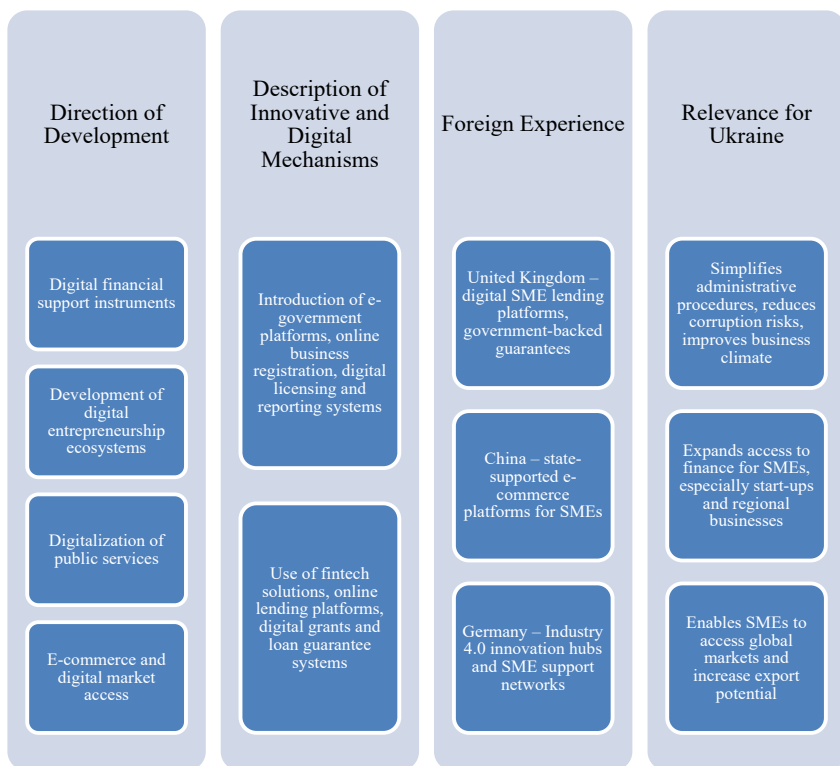 Direction of
Development
Digital financial
support instruments
Development of
digital
entrepreneurship
ecosystems
Digitalization of
public services
E-commerce and
digital market
access
Description of
Innovative and
Digital
Mechanisms
Introduction of e-
government
platforms, online
business
registration, digital
licensing and
reporting systems
Use of fintech
solutions, online
lending platforms,
digital grants and
loan guarantee
systems
Foreign Experience
United Kingdom –
digital SME lending
platforms,
government-backed
guarantees
China – state-
supported e-
commerce
platforms for SMEs
Germany – Industry
4.0 innovation hubs
and SME support
networks
Relevance for
Ukraine
Simplifies
administrative
procedures, reduces
corruption risks,
improves business
climate
Expands access to
finance for SMEs,
especially start-ups
and regional
businesses
Enables SMEs to
access global
markets and
increase export
potential